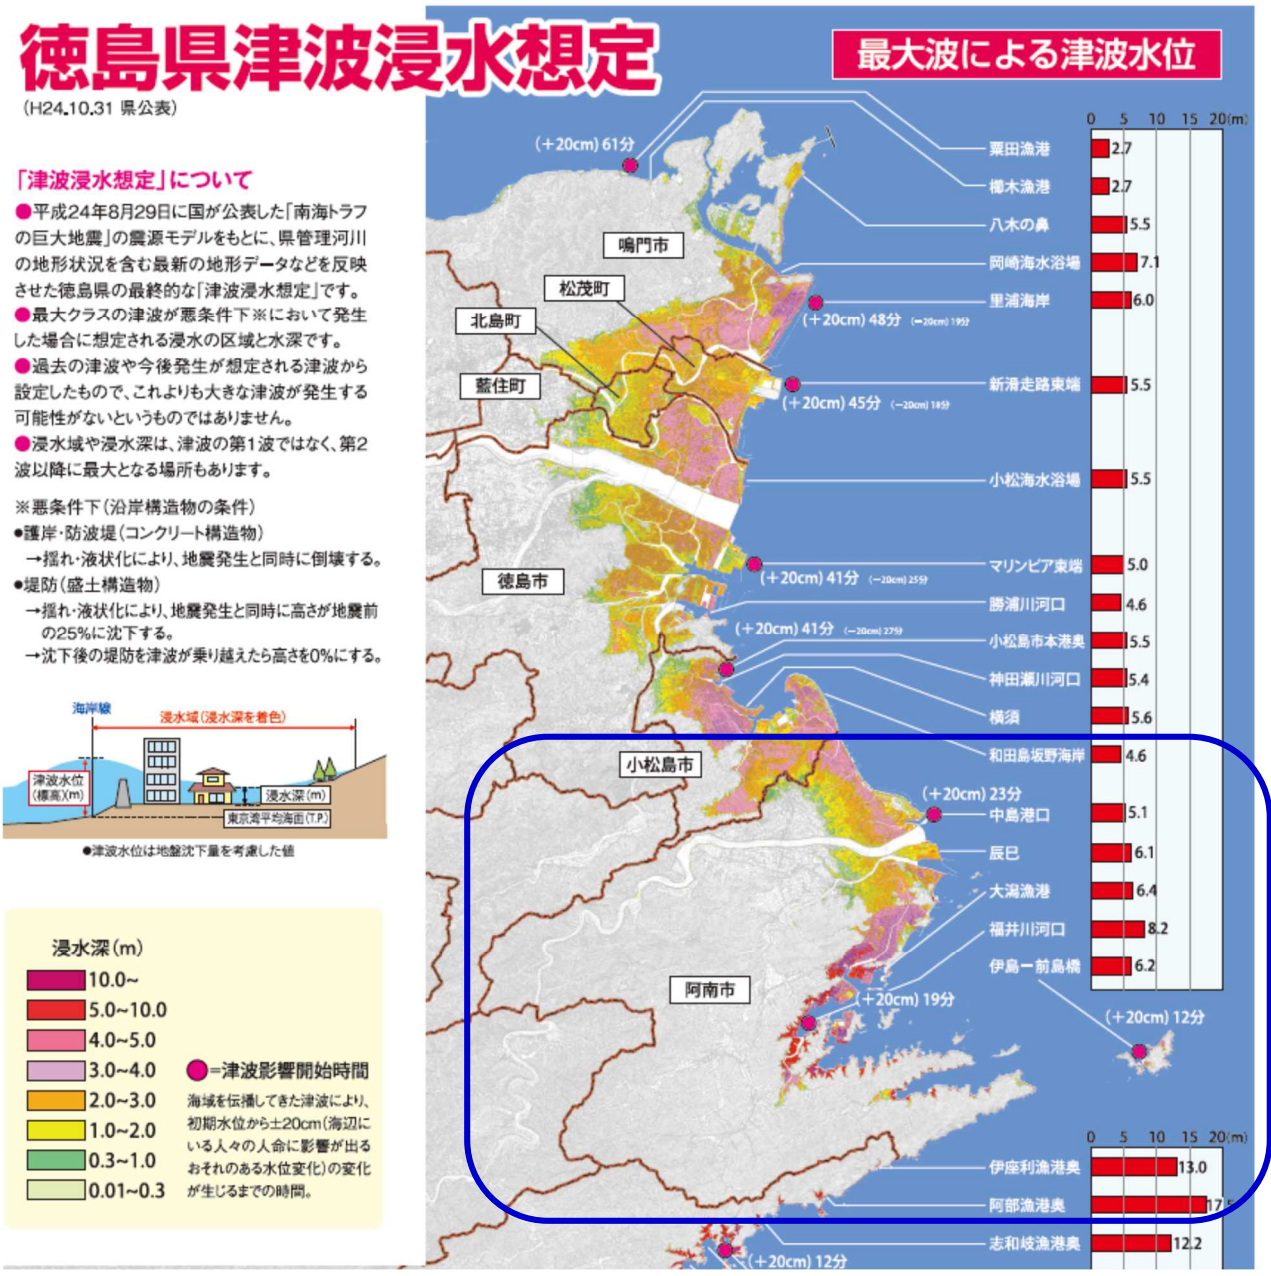 徳島県津波浸水想定
(H24.10.31 県公表)
「津波浸水想定」について
●平成24年8月29日に国が公表した「南海トラフ
の巨大地震」の震源モデルをもとに、県管理河川
の地形状況を含む最新の地形データなどを反映
させた徳島県の最終的な「津波浸水想定」です。
●最大クラスの津波が悪条件下※において発生
した場合に想定される浸水の区域と水深です。
●過去の津波や今後発生が想定される津波から
設定したもので、これよりも大きな津波が発生する
可能性がないというものではありません。
●浸水域や浸水深は、津波の第1波ではなく、第2
波以降に最大となる場所もあります。
※悪条件下(沿岸構造物の条件)
●護岸・防波堤(コンクリート構造物)
→揺れ・液状化により、地震発生と同時に倒壊する。
●堤防(盛土構造物)
→揺れ・液状化により、地震発生と同時に高さが地震前
の25%に沈下する。
→沈下後の堤防を津波が乗り越えたら高さを0%にする。
海岸線
浸水域(浸水深を着色)
津波水位
(標高)(m)
浸水深(m)
東京湾平均海面(T.P.)
●津波水位は地盤沈下量を考慮した値
浸水深(m)
10.0~
5.0~10.0
4.0~5.0
3.0~4.0
2.0~3.0
1.0~2.0
0.3~1.0
0.01~0.3
●=津波影響開始時間
海域を伝播してきた津波により、
初期水位から±20cm(海辺に
いる人々の人命に影響が出る
おそれのある水位変化)の変化
が生じるまでの時間。
最大波による津波水位
0 5 10 15 20(m)
粟田漁港 2.7
櫛木漁港 2.7
八木の鼻 5.5
岡崎海水浴場 7.1
里浦海岸 6.0
新滑走路東端 5.5
小松海水浴場 5.5
マリンピア東端 5.0
勝浦川河口 4.6
小松島市本港奥 5.5
神田瀬川河口 5.4
横須 5.6
和田島坂野海岸 4.6
中島港口 5.1
辰巳 6.1
大潟漁港 6.4
福井川河口 8.2
伊島ー前島橋 6.2
0 5 10 15 20(m)
伊座利漁港奥 13.0
阿部漁港奥
志和岐漁港奥 12.2
(+20cm) 61分
鳴門市
松茂町
北島町
藍住町
(+20cm) 48分 (−20cm) 19分
(+20cm) 45分 (−20cm) 18分
徳島市
(+20cm) 41分 (−20cm) 25分
(+20cm) 41分 (−20cm) 27分
小松島市
(+20cm) 23分
阿南市
(+20cm) 19分
(+20cm) 12分
(+20cm) 12分